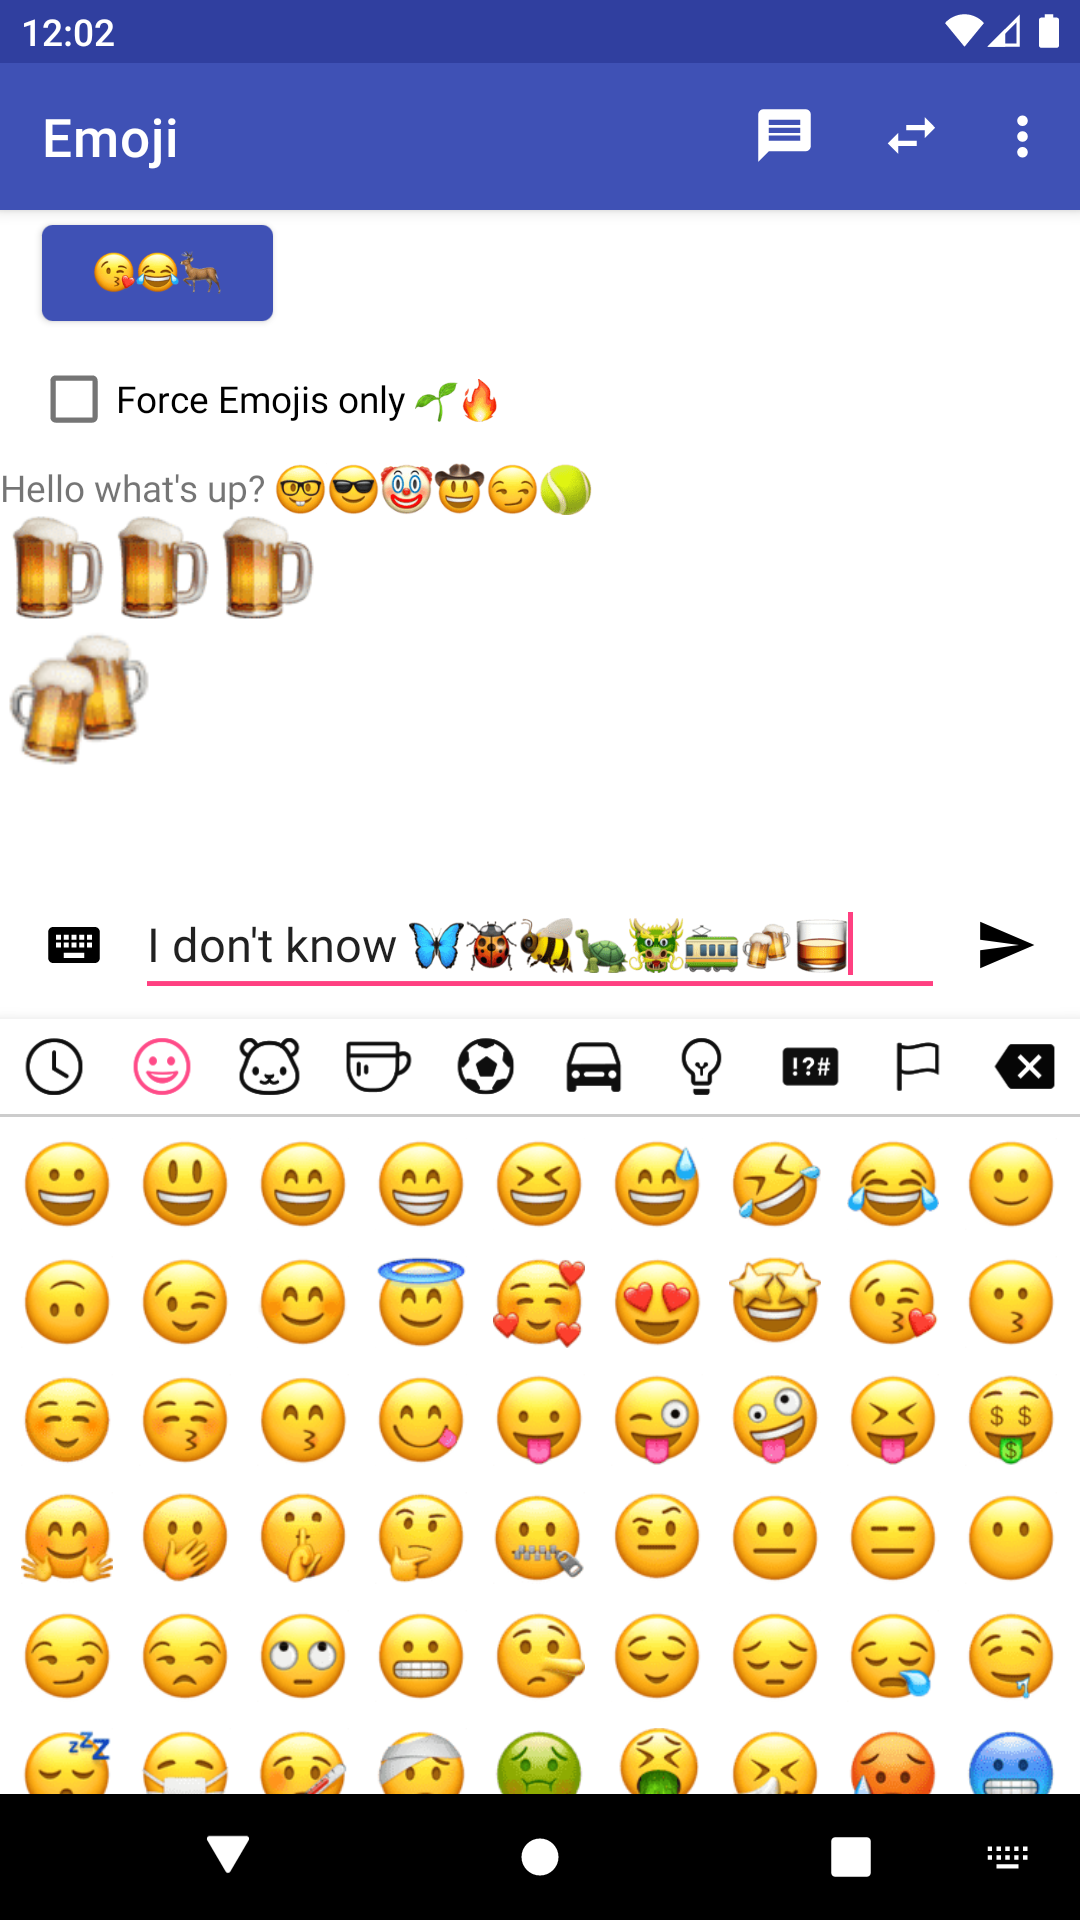 12:02
Emoji
😘😂🦌
Force Emojis only 🌱🔥
Hello what's up? 🤓😎🤡🤠😏🎾
🍺🍺🍺
🍻
I don't know 🦋🐞🐝🐢🐲🚋🍻🥃
!?#